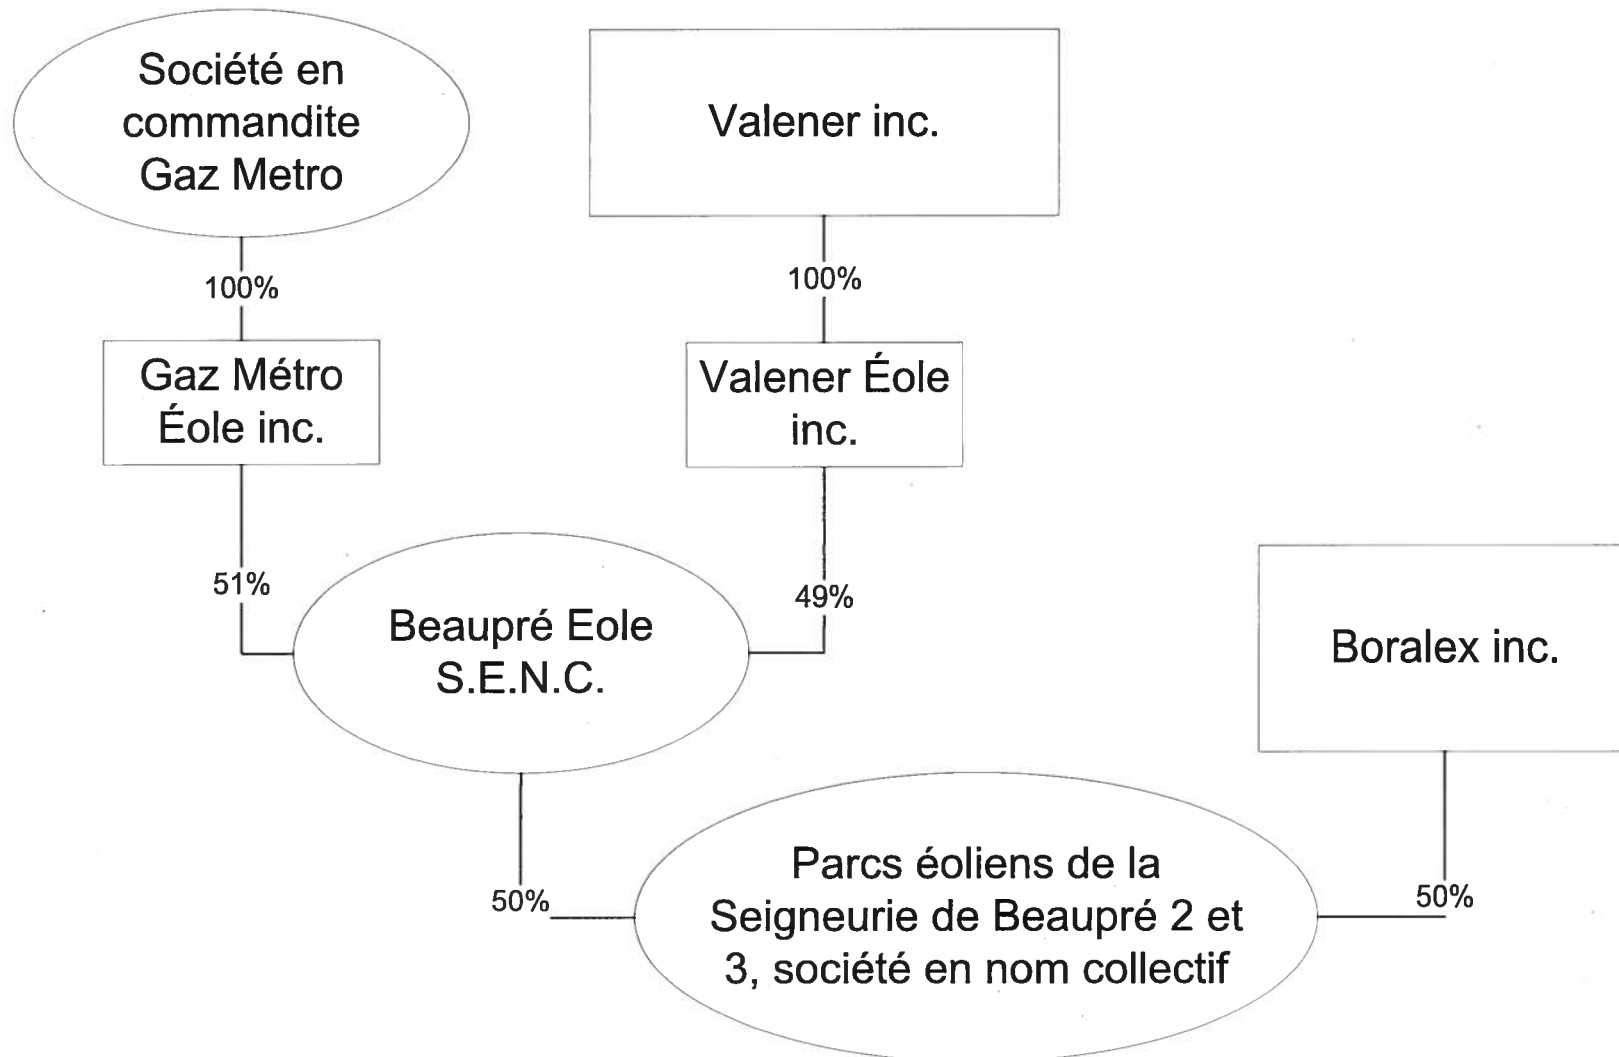 Société en
commandite
Gaz Metro
Valener inc.
100%
100%
Gaz Métro
Éole inc.
Valener Éole
inc.
51%
49%
Beaupré Eole
S.E.N.C.
Boralex inc.
50%
50%
Parcs éoliens de la
Seigneurie de Beaupré 2 et
3, société en nom collectif